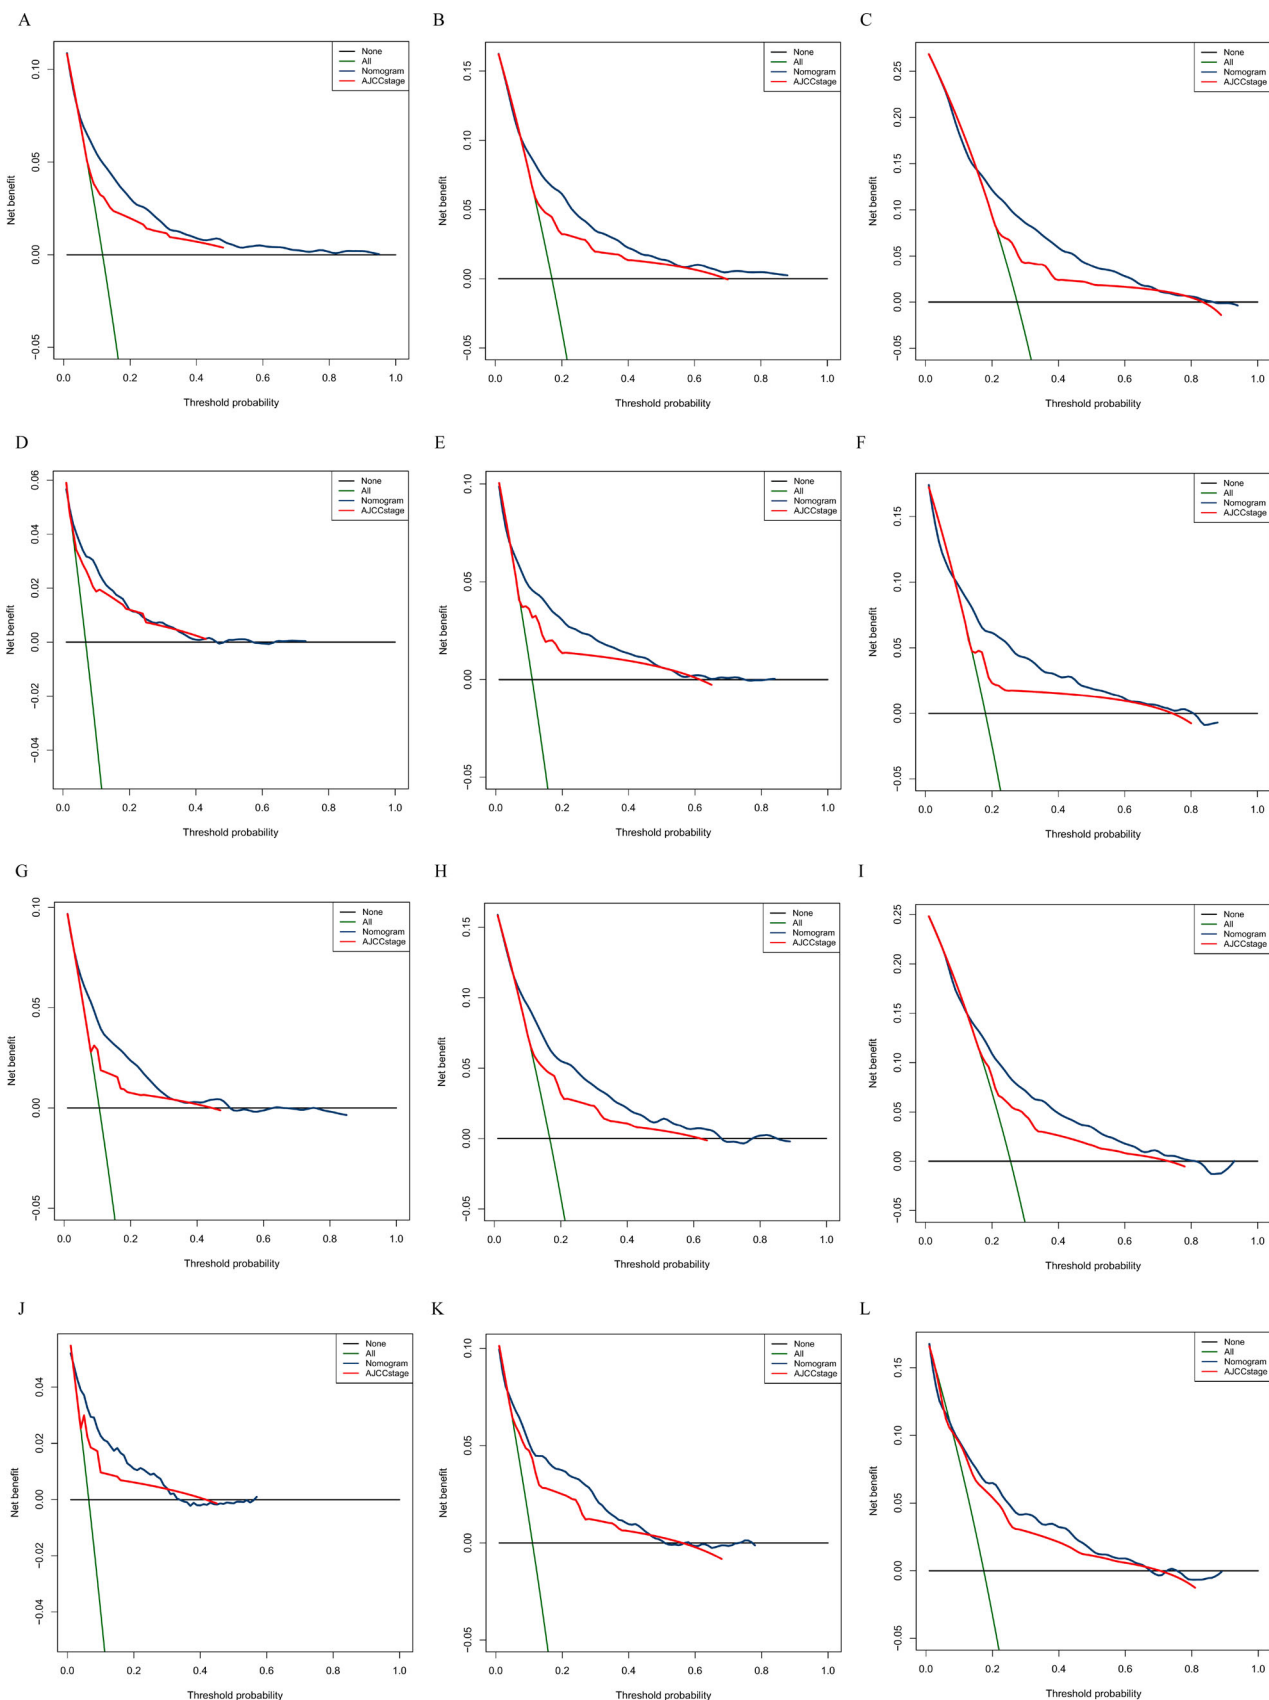 A
None
All
Nomogram
AJCCstage
Net benefit
0.10
0.05
0.00
−0.05
0.0 0.2 0.4 0.6 0.8 1.0
Threshold probability
B
None
All
Nomogram
AJCCstage
Net benefit
0.15
0.10
0.05
0.00
−0.05
0.0 0.2 0.4 0.6 0.8 1.0
Threshold probability
C
None
All
Nomogram
AJCCstage
Net benefit
0.25
0.20
0.15
0.10
0.05
0.00
−0.05
0.0 0.2 0.4 0.6 0.8 1.0
Threshold probability
D
None
All
Nomogram
AJCCstage
Net benefit
0.06
0.04
0.02
0.00
−0.02
−0.04
0.0 0.2 0.4 0.6 0.8 1.0
Threshold probability
E
None
All
Nomogram
AJCCstage
Net benefit
0.10
0.05
0.00
−0.05
0.0 0.2 0.4 0.6 0.8 1.0
Threshold probability
F
None
All
Nomogram
AJCCstage
Net benefit
0.15
0.10
0.05
0.00
−0.05
0.0 0.2 0.4 0.6 0.8 1.0
Threshold probability
G
None
All
Nomogram
AJCCstage
Net benefit
0.10
0.05
0.00
−0.05
0.0 0.2 0.4 0.6 0.8 1.0
Threshold probability
H
None
All
Nomogram
AJCCstage
Net benefit
0.15
0.10
0.05
0.00
−0.05
0.0 0.2 0.4 0.6 0.8 1.0
Threshold probability
I
None
All
Nomogram
AJCCstage
Net benefit
0.25
0.20
0.15
0.10
0.05
0.00
−0.05
0.0 0.2 0.4 0.6 0.8 1.0
Threshold probability
J
None
All
Nomogram
AJCCstage
Net benefit
0.04
0.02
0.00
−0.02
−0.04
0.0 0.2 0.4 0.6 0.8 1.0
Threshold probability
K
None
All
Nomogram
AJCCstage
Net benefit
0.10
0.05
0.00
−0.05
0.0 0.2 0.4 0.6 0.8 1.0
Threshold probability
L
None
All
Nomogram
AJCCstage
Net benefit
0.15
0.10
0.05
0.00
−0.05
0.0 0.2 0.4 0.6 0.8 1.0
Threshold probability